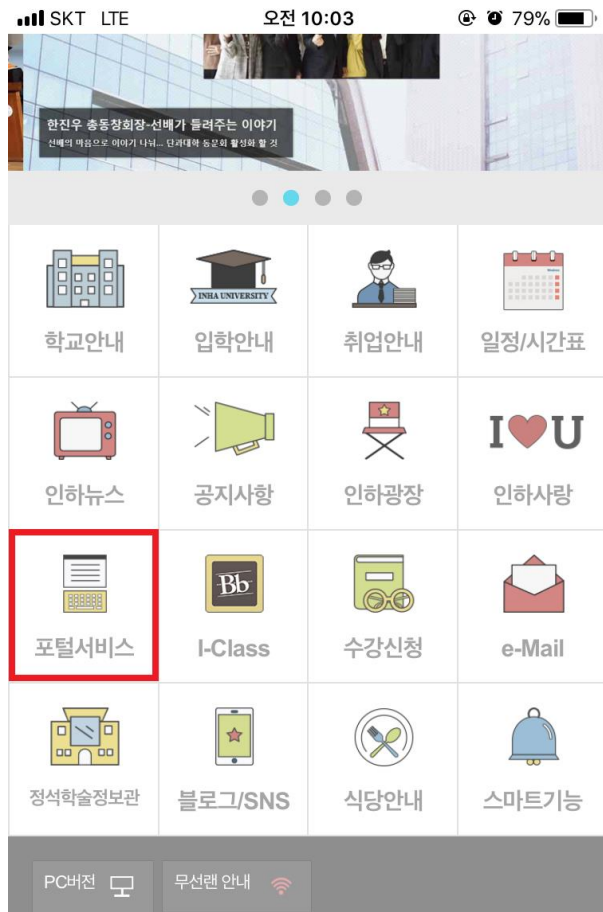 SKT LTE 오전 10:03 79%
한진우 총동창회장-선배가 들려주는 이야기
선배의 마음으로 이야기 나눠... 단과대학 동문회 활성화 할 것
INHA UNIVERSITY
학교안내 입학안내 취업안내 일정/시간표
I U
인하뉴스 공지사항 인하광장 인하사랑
Bb
포털서비스 I-Class 수강신청 e-Mail
정석학술정보관 블로그/SNS 식당안내 스마트기능
PC버전 무선랜 안내